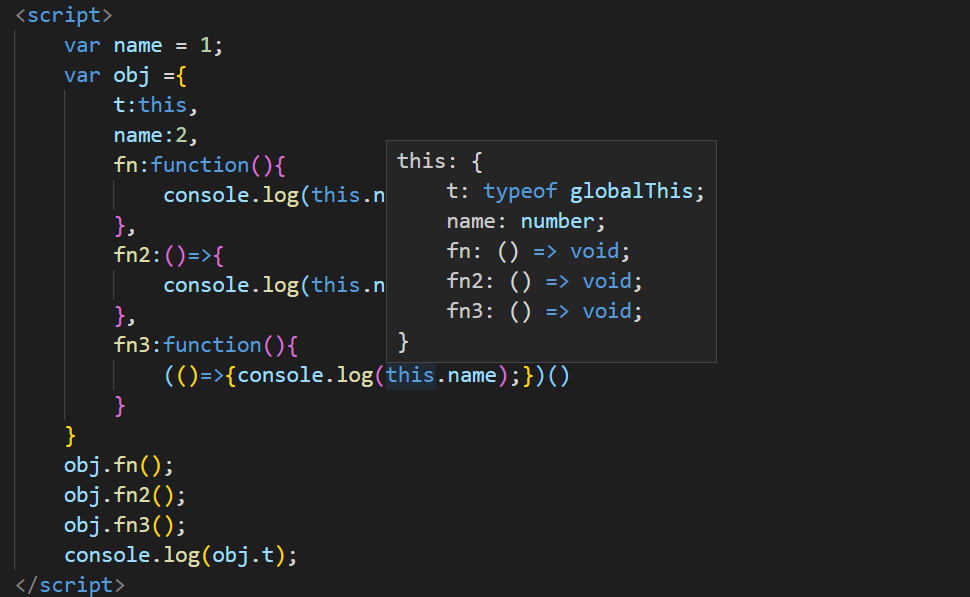 <script>
var name = 1;
var obj ={
t:this,
name:2,
fn:function(){
console.log(this.n
},
fn2:()=>{
console.log(this.n
},
fn3:function(){
(()=>{console.log(this.name);})()
}
}
obj.fn();
obj.fn2();
obj.fn3();
console.log(obj.t);
</script>
this: {
t: typeof globalThis;
name: number;
fn: () => void;
fn2: () => void;
fn3: () => void;
}